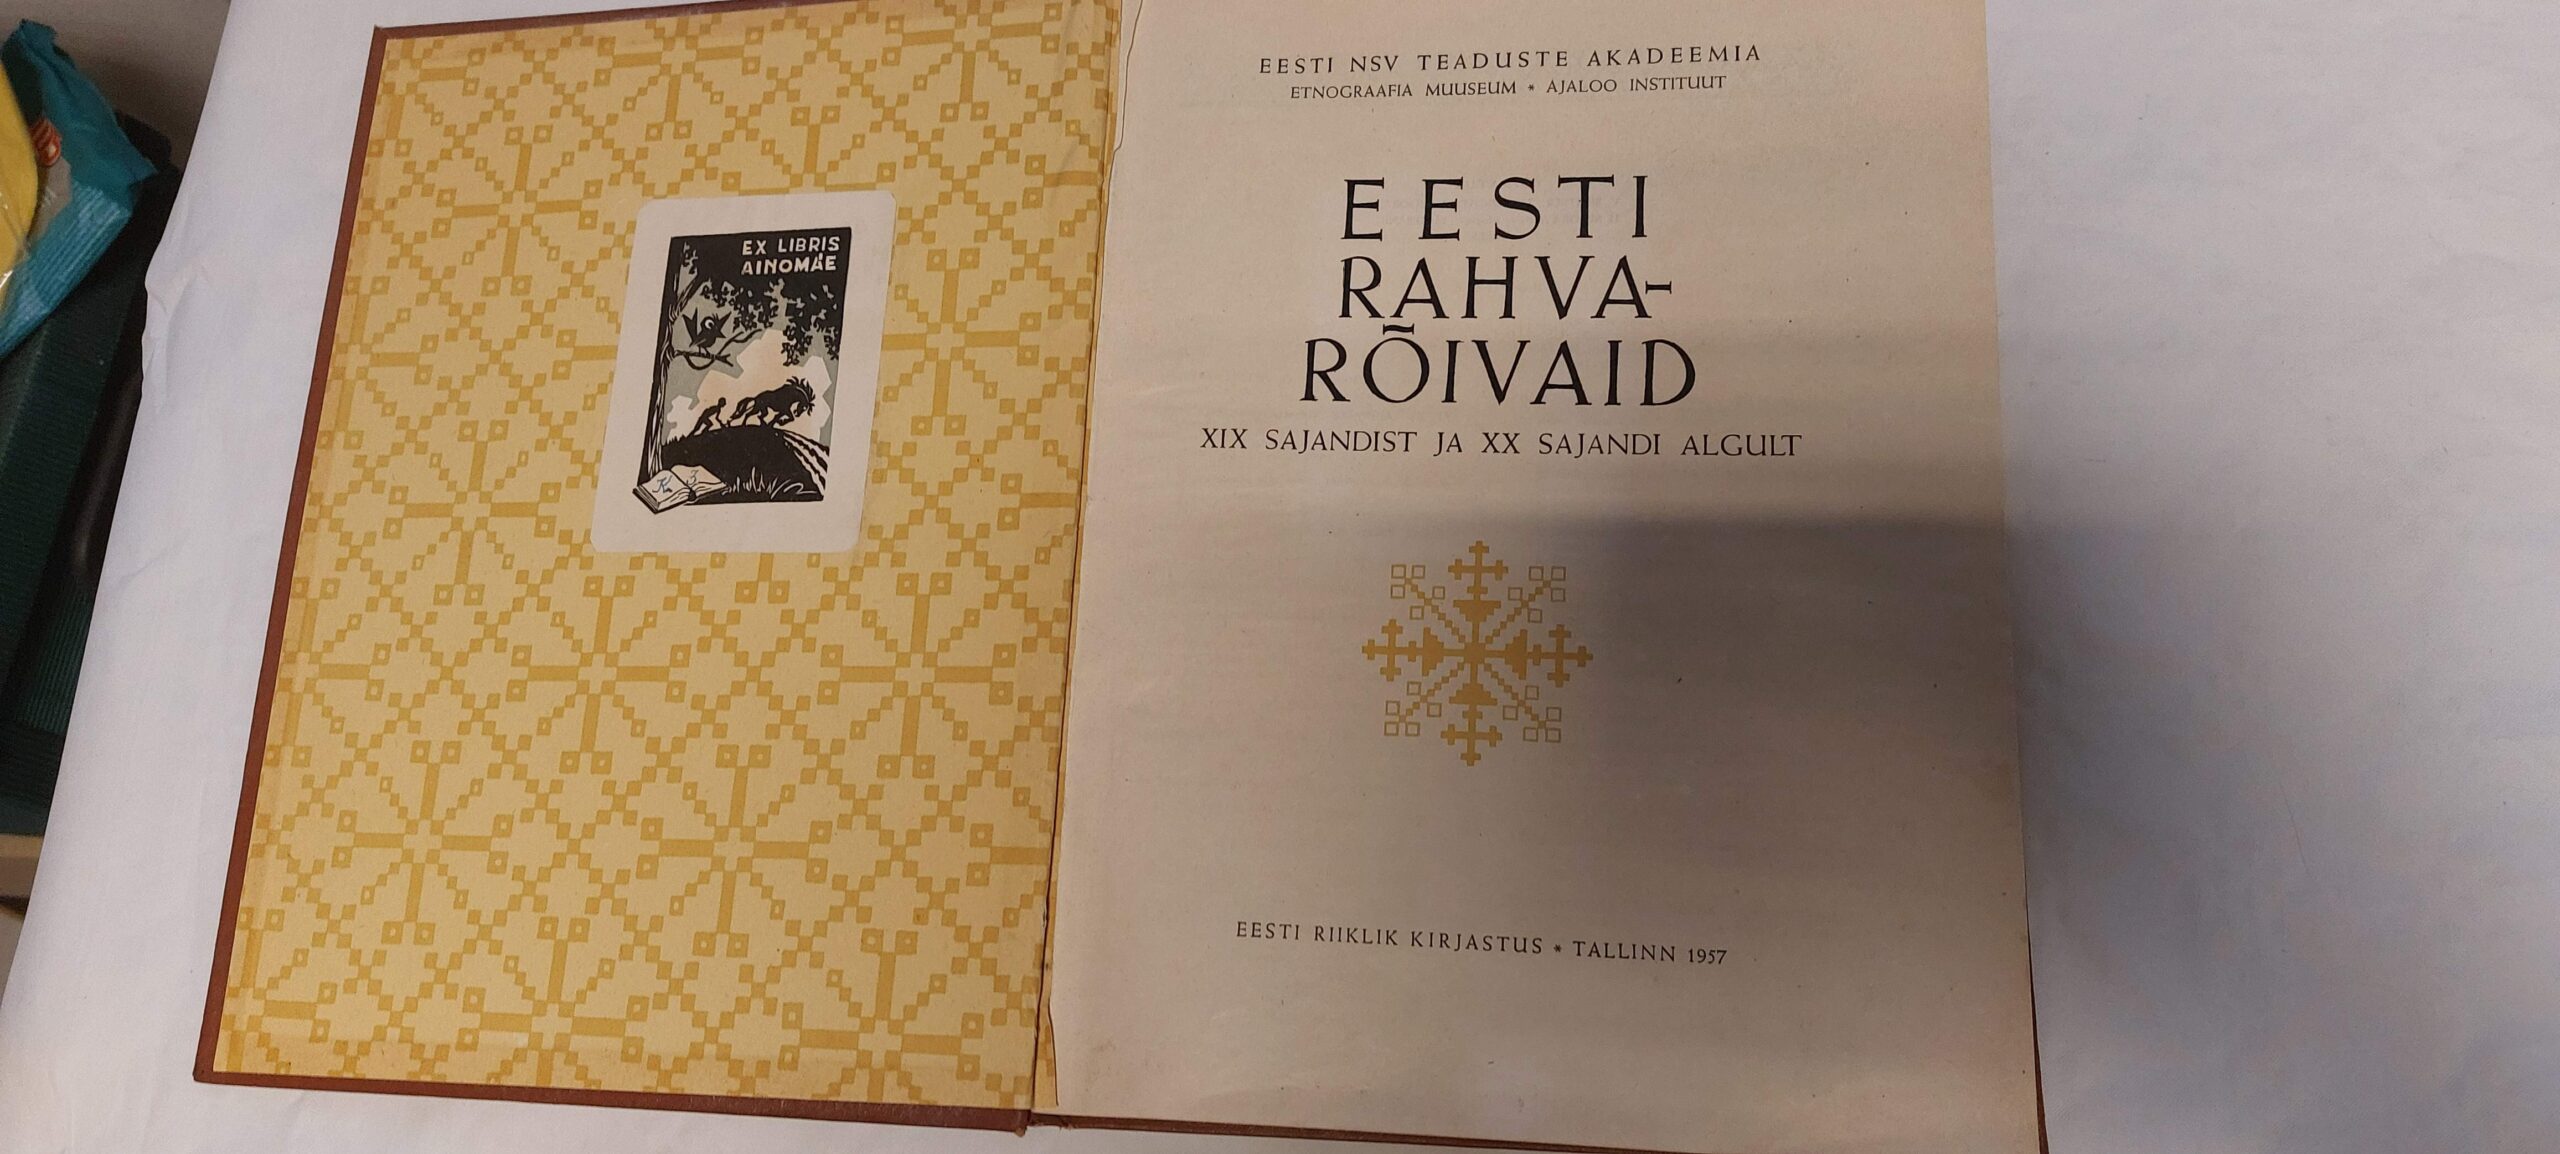 EX LIBRIS
AINOMÄE
K 3
EESTI NSV TEADUSTE AKADEEMIA
ETNOGRAAFIA MUUSEUM * AJALOO INSTITUUT
EESTI
RAHVA-
RÕIVAID
XIX SAJANDIST JA XX SAJANDI ALGULT
EESTI RIIKLIK KIRJASTUS * TALLINN 1957